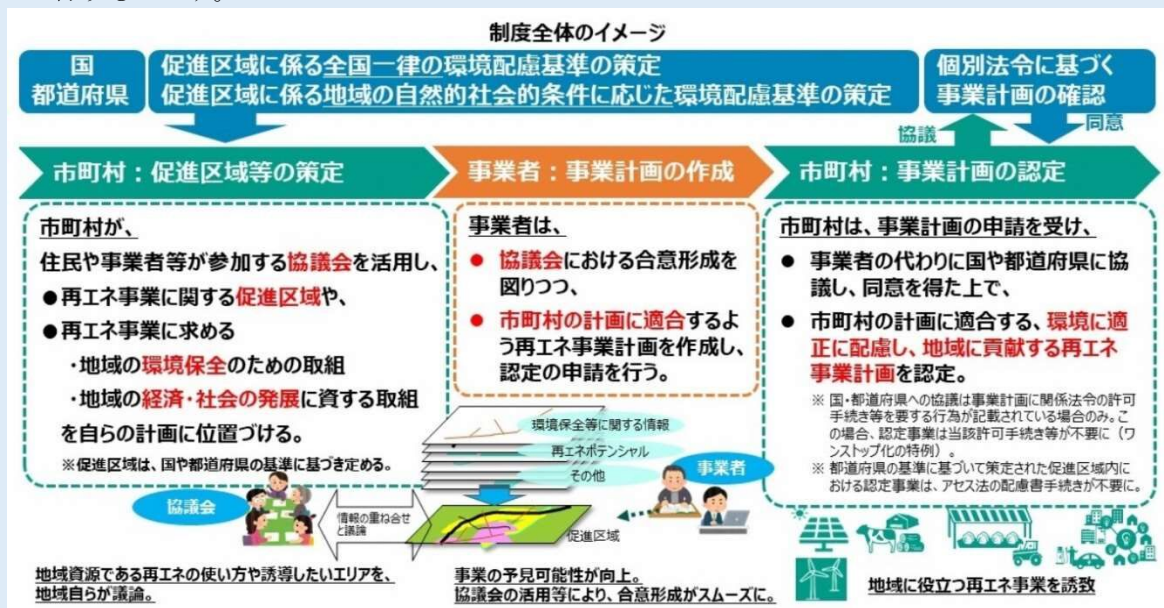 制度全体のイメージ
国
都道府県
促進区域に係る全国一律の環境配慮基準の策定
促進区域に係る地域の自然的社会的条件に応じた環境配慮基準の策定
個別法令に基づく
事業計画の確認
協議
同意
市町村：促進区域等の策定
市町村が、
住民や事業者等が参加する協議会を活用し、
●再エネ事業に関する促進区域や、
●再エネ事業に求める
・地域の環境保全のための取組
・地域の経済・社会の発展に資する取組
を自らの計画に位置づける。
※促進区域は、国や都道府県の基準に基づき定める。
事業者：事業計画の作成
事業者は、
● 協議会における合意形成を
図りつつ、
● 市町村の計画に適合するよ
う再エネ事業計画を作成し、
認定の申請を行う。
市町村：事業計画の認定
市町村は、事業計画の申請を受け、
● 事業者の代わりに国や都道府県に協
議し、同意を得た上で、
● 市町村の計画に適合する、環境に適
正に配慮し、地域に貢献する再エネ
事業計画を認定。
※ 国・都道府県への協議は事業計画に関係法令の許可
手続き等を要する行為が記載されている場合のみ。こ
の場合、認定事業は当該許可手続き等が不要に（ワ
ンストップ化の特例）。
※ 都道府県の基準に基づいて策定された促進区域内に
おける認定事業は、アセス法の配慮書手続きが不要に。
環境保全等に関する情報
再エネポテンシャル
その他
事業者
協議会
情報の重ね合せ
と議論
促進区域
地域資源である再エネの使い方や誘導したいエリアを、
地域自らが議論。
事業の予見可能性が向上。
協議会の活用等により、合意形成がスムーズに。
地域に役立つ再エネ事業を誘致